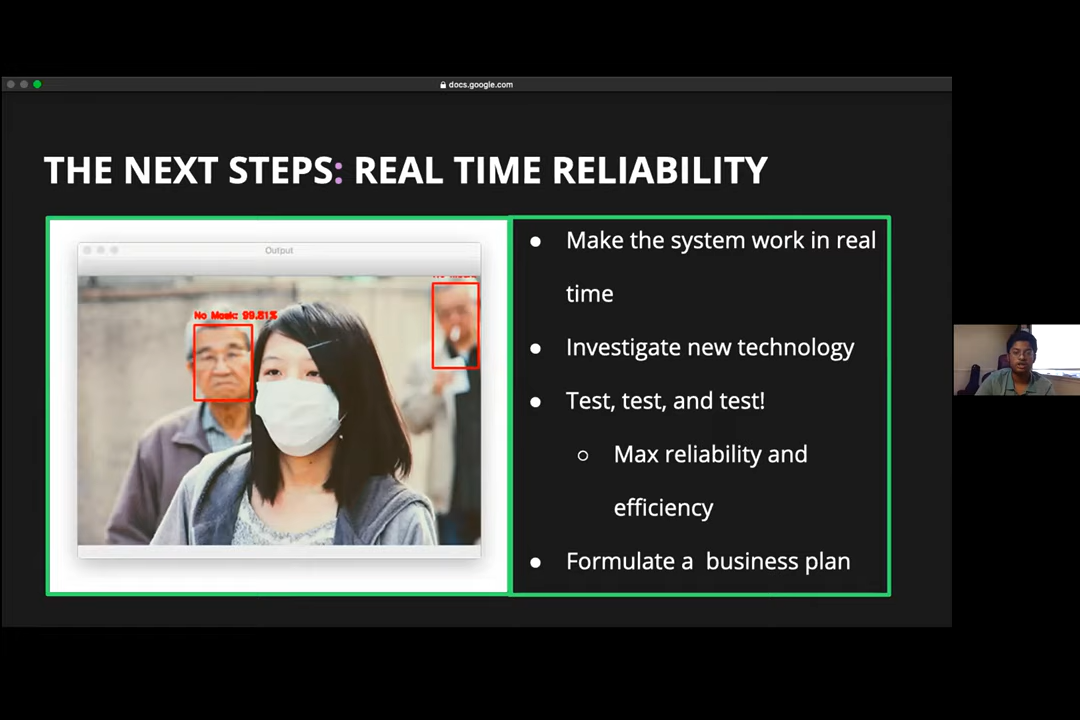 docs.google.com
THE NEXT STEPS: REAL TIME RELIABILITY
Output
No Mask: 99.81%
● Make the system work in real
time
● Investigate new technology
● Test, test, and test!
○ Max reliability and
efficiency
● Formulate a business plan